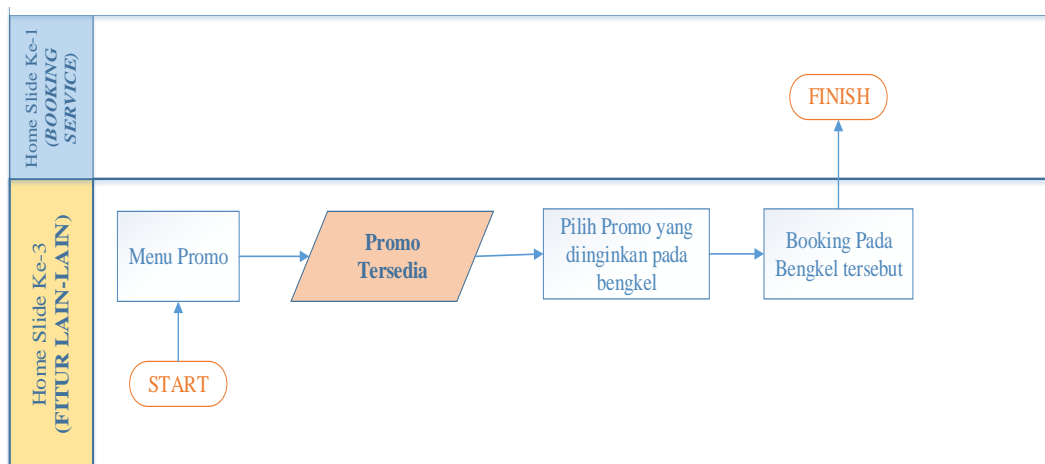 Home Slide Ke-1
(BOOKING
SERVICE)
FINISH
Home Slide Ke-3
(FITUR LAIN-LAIN)
Menu Promo
Promo
Tersedia
Pilih Promo yang
diinginkan pada
bengkel
Booking Pada
Bengkel tersebut
START